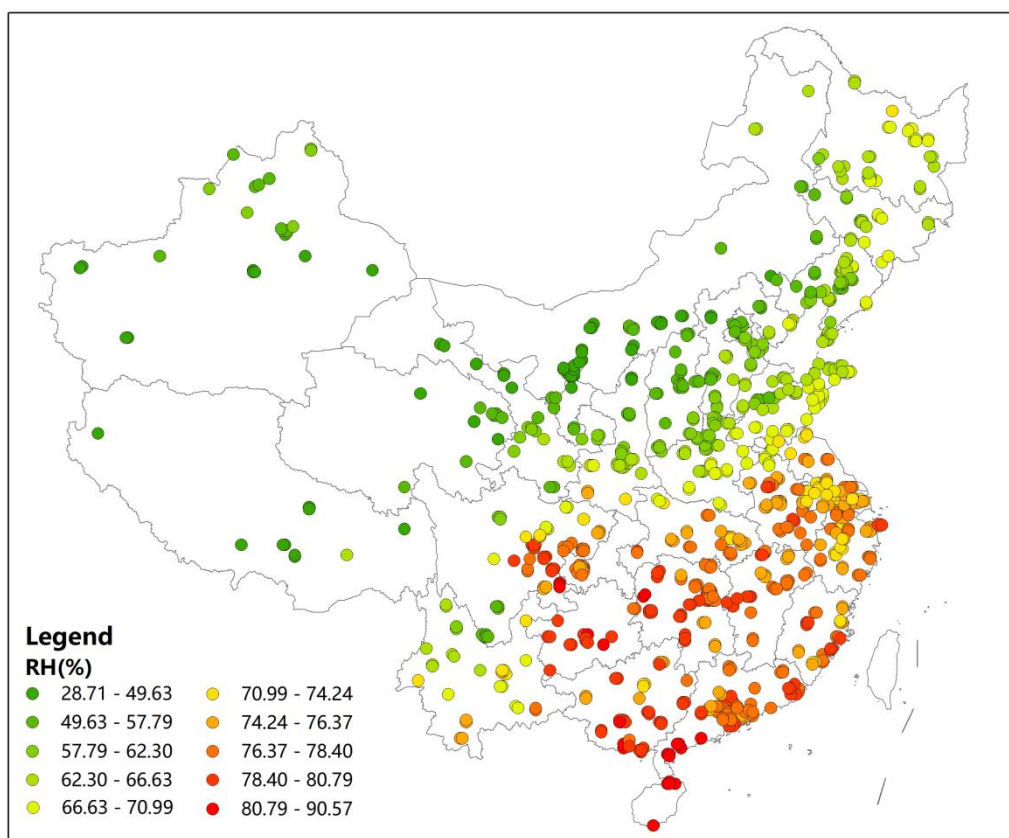 Legend
RH(%)
28.71 - 49.63
49.63 - 57.79
57.79 - 62.30
62.30 - 66.63
66.63 - 70.99
70.99 - 74.24
74.24 - 76.37
76.37 - 78.40
78.40 - 80.79
80.79 - 90.57